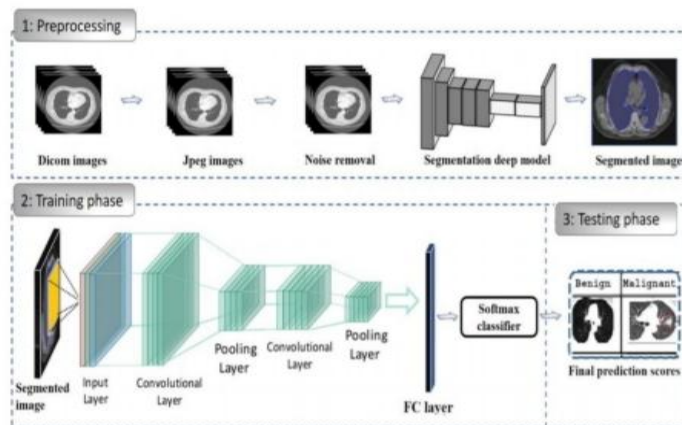 1: Preprocessing
Dicom images
Jpeg images
Noise removal
Segmentation deep model
Segmented image
2: Training phase
3: Testing phase
Benign
Malignant
Softmax
classifier
Final prediction scores
Pooling
Layer
Convolutional
Layer
Pooling
Layer
Segmented
image
Input
Layer
Convolutional
Layer
FC layer